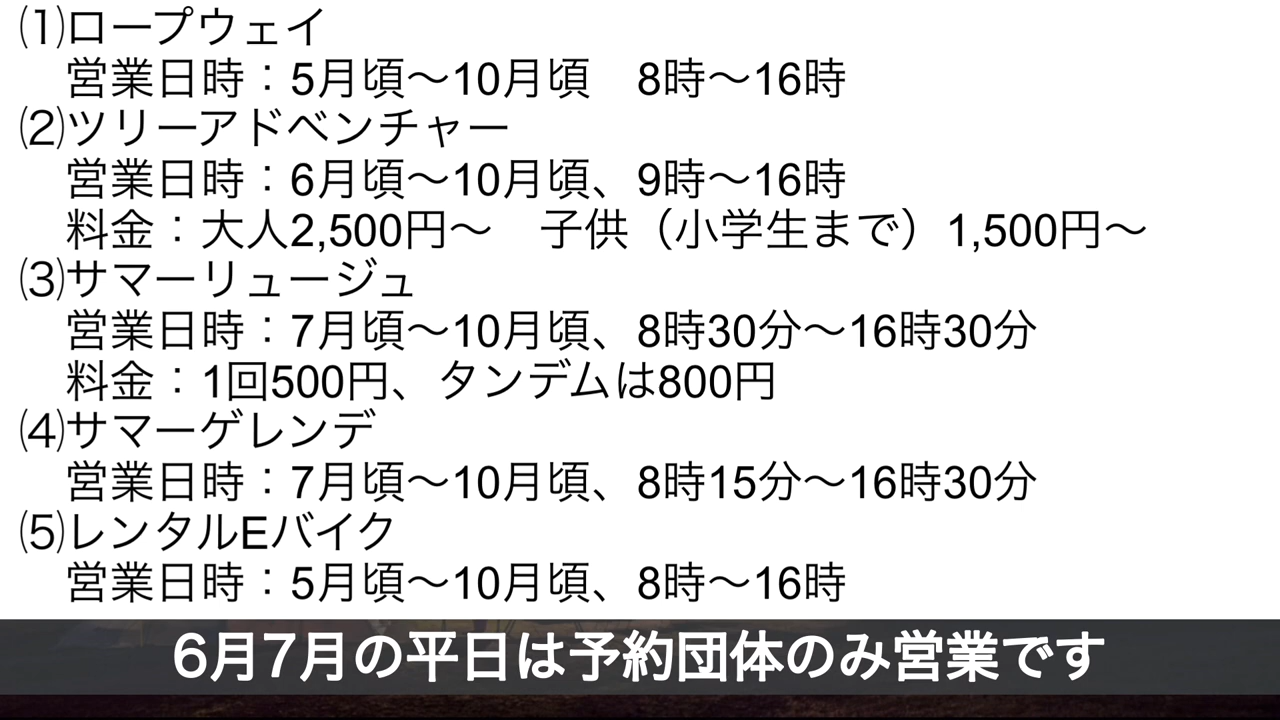 ⑴ロープウェイ
営業日時：5月頃〜10月頃　8時〜16時
⑵ツリーアドベンチャー
営業日時：6月頃〜10月頃、9時〜16時
料金：大人2,500円〜　子供（小学生まで）1,500円〜
⑶サマーリュージュ
営業日時：7月頃〜10月頃、8時30分〜16時30分
料金：1回500円、タンデムは800円
⑷サマーゲレンデ
営業日時：7月頃〜10月頃、8時15分〜16時30分
⑸レンタルEバイク
営業日時：5月頃〜10月頃、8時〜16時
6月7月の平日は予約団体のみ営業です